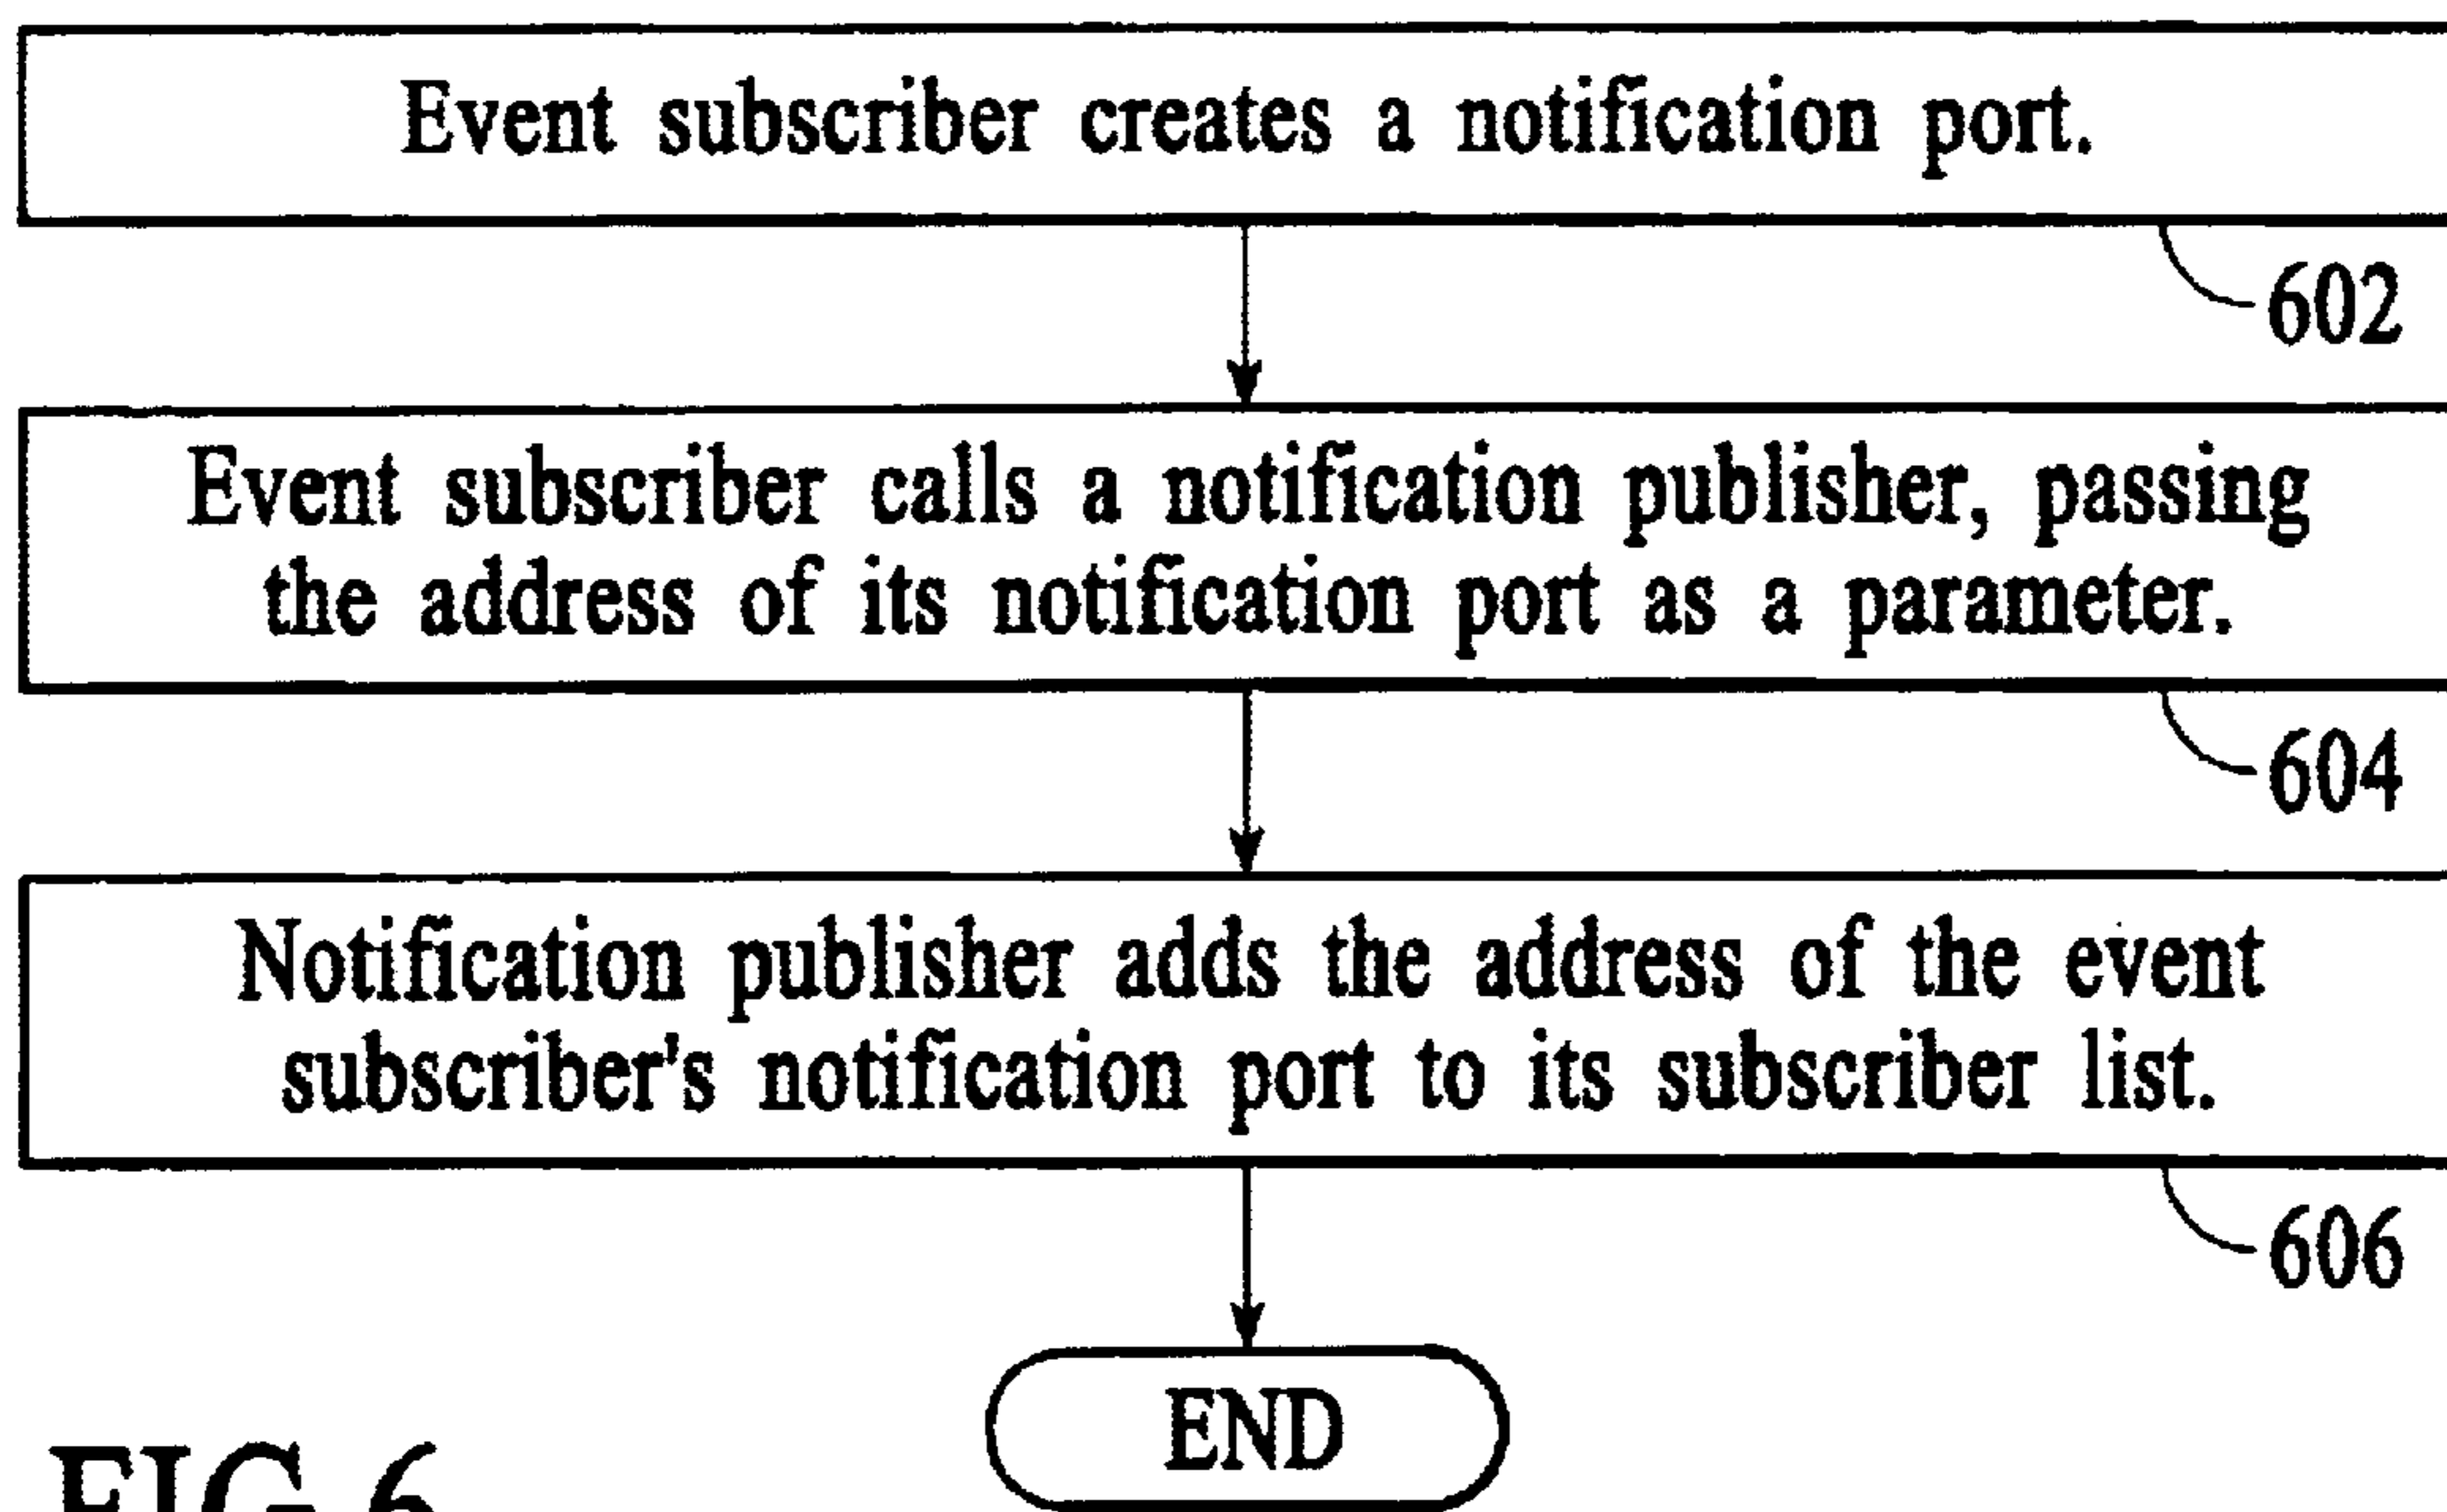 Event subscriber creates a notification port.
602
Event subscriber calls a notification publisher, passing
the address of its notification port as a parameter.
604
Notification publisher adds the address of the event
subscriber's notification port to its subscriber list.
606
END
FIG 6